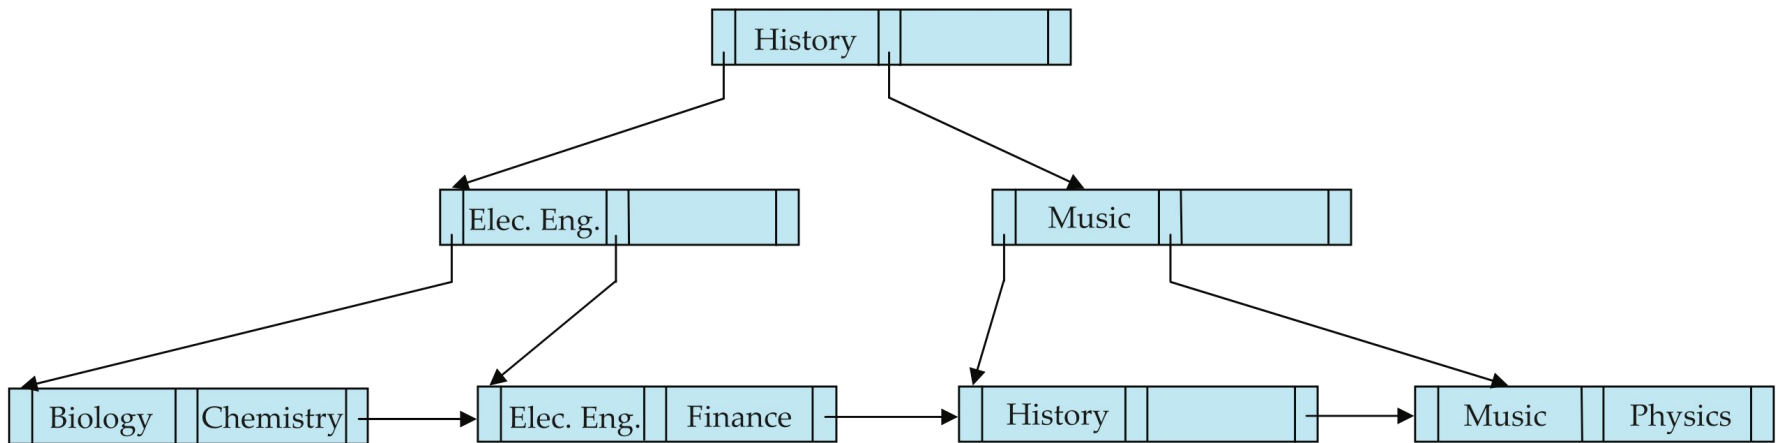 History
Elec. Eng.
Music
Biology Chemistry
Elec. Eng. Finance
History
Music Physics